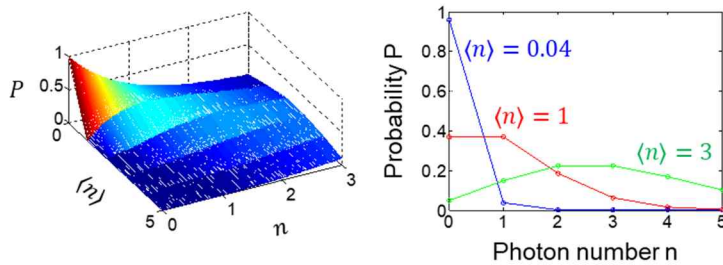 1
0.5
0
P
0
5
⟨n⟩
0
1
2
3
n
1
0.8
0.6
0.4
0.2
0
Probability P
⟨n⟩ = 0.04
⟨n⟩ = 1
⟨n⟩ = 3
0 1 2 3 4 5
Photon number n